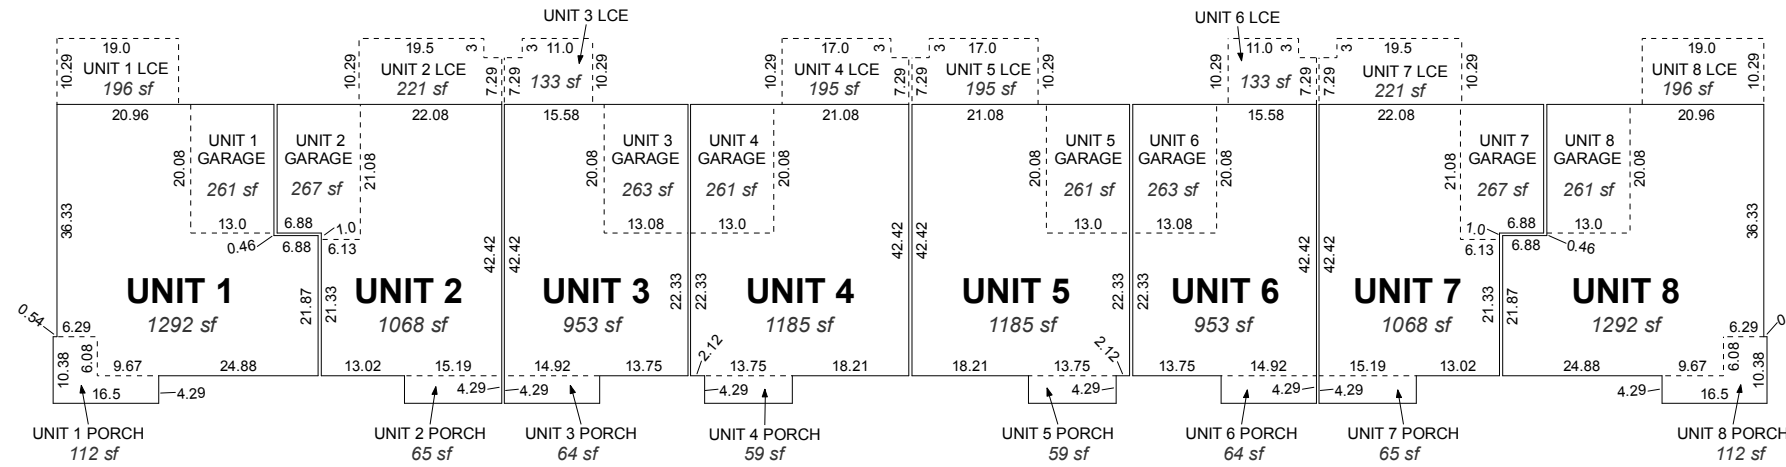 UNIT 3 LCE
UNIT 6 LCE
19.0
19.5
3
3
11.0
17.0
3
3
17.0
11.0
3
3
19.5
19.0
10.29
UNIT 1 LCE
196 sf
10.29
UNIT 2 LCE
221 sf
7.29
7.29
133 sf
10.29
10.29
UNIT 4 LCE
195 sf
7.29
7.29
UNIT 5 LCE
195 sf
10.29
10.29
133 sf
7.29
7.29
UNIT 7 LCE
221 sf
10.29
10.29
UNIT 8 LCE
196 sf
10.29
20.96
22.08
15.58
21.08
21.08
15.58
22.08
20.96
20.08
UNIT 1
GARAGE
261 sf
13.0
UNIT 2
GARAGE
267 sf
6.88
21.08
20.08
UNIT 3
GARAGE
263 sf
13.08
UNIT 4
GARAGE
261 sf
13.0
20.08
20.08
UNIT 5
GARAGE
261 sf
13.0
UNIT 6
GARAGE
263 sf
13.08
20.08
21.08
UNIT 7
GARAGE
267 sf
6.88
UNIT 8
GARAGE
261 sf
13.0
20.08
36.33
0.46
6.88
1.0
6.13
42.42
42.42
42.42
42.42
42.42
42.42
1.0
6.13
6.88
0.46
36.33
UNIT 1
1292 sf
21.87
21.33
UNIT 2
1068 sf
UNIT 3
953 sf
22.33
22.33
UNIT 4
1185 sf
UNIT 5
1185 sf
22.33
22.33
UNIT 6
953 sf
UNIT 7
1068 sf
21.33
21.87
UNIT 8
1292 sf
0.54
6.29
10.38
6.08
9.67
24.88
13.02
15.19
14.92
13.75
2.12
13.75
18.21
18.21
13.75
2.12
13.75
14.92
15.19
13.02
24.88
9.67
6.08
6.29
10.38
16.5
4.29
4.29
4.29
4.29
4.29
4.29
4.29
4.29
16.5
UNIT 1 PORCH
112 sf
UNIT 2 PORCH
65 sf
UNIT 3 PORCH
64 sf
UNIT 4 PORCH
59 sf
UNIT 5 PORCH
59 sf
UNIT 6 PORCH
64 sf
UNIT 7 PORCH
65 sf
UNIT 8 PORCH
112 sf